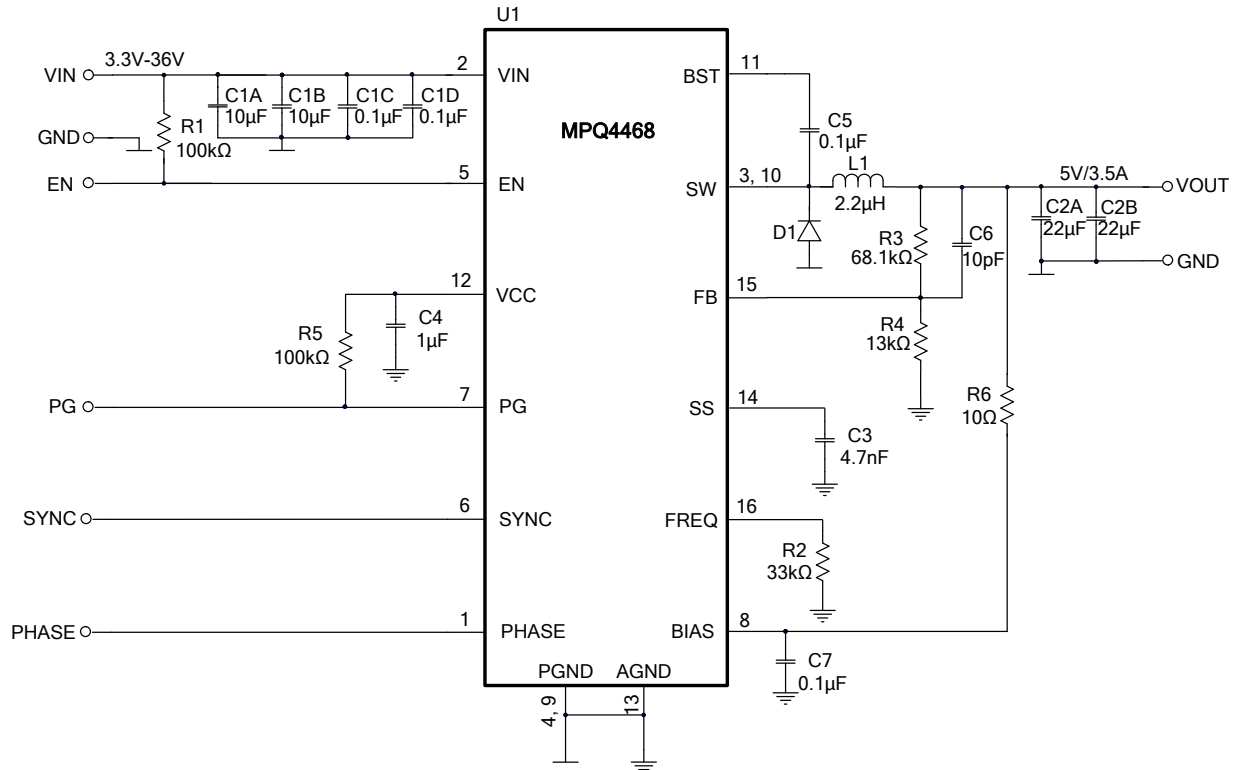 U1
MPQ4468
VIN
3.3V-36V
2
VIN
C1A
10µF
C1B
10µF
C1C
0.1µF
C1D
0.1µF
R1
100kΩ
GND
EN
5
EN
12
VCC
R5
100kΩ
C4
1µF
PG
7
PG
SYNC
6
SYNC
PHASE
1
PHASE
PGND
AGND
4, 9
13
BST
11
C5
0.1µF
SW
3, 10
L1
2.2µH
D1
5V/3.5A
VOUT
R3
68.1kΩ
C6
10pF
C2A
22µF
C2B
22µF
GND
FB
15
R4
13kΩ
SS
14
C3
4.7nF
R6
10Ω
FREQ
16
R2
33kΩ
BIAS
8
C7
0.1µF